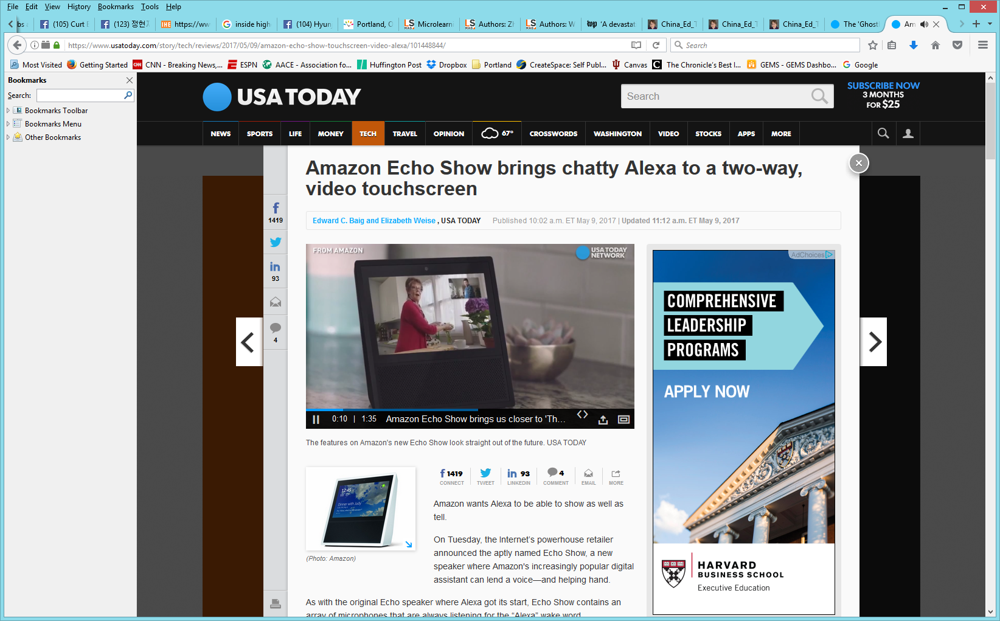 File Edit View History Bookmarks Tools Help
bs a (105) Curt B (123) 정현 https://ww inside high (104) Hyun Portland, O Microlearni Authors: Zh Authors: W 'A devastat China_Ed_T China_Ed_T China_Ed_T The 'Ghost Am
https://www.usatoday.com/story/tech/reviews/2017/05/09/amazon-echo-show-touchscreen-video-alexa/101448844/ Search
Most Visited Getting Started CNN - Breaking News,... ESPN AACE - Association fo... Huffington Post Dropbox Portland CreateSpace: Self Publ... Canvas The Chronicle's Best I... GEMS - GEMS Dashbo... Google
Bookmarks
Search:
Bookmarks Toolbar
Bookmarks Menu
Other Bookmarks
USA TODAY
Search
SUBSCRIBE NOW
3 MONTHS
FOR $25
NEWS SPORTS LIFE MONEY TECH TRAVEL OPINION 67° CROSSWORDS WASHINGTON VIDEO STOCKS APPS MORE
Amazon Echo Show brings chatty Alexa to a two-way,
video touchscreen
1419
93
4
Edward C. Baig and Elizabeth Weise , USA TODAY Published 10:02 a.m. ET May 9, 2017 | Updated 11:12 a.m. ET May 9, 2017
FROM AMAZON
USA TODAY
NETWORK
0:10 | 1:35 Amazon Echo Show brings us closer to 'Th...
The features on Amazon's new Echo Show look straight out of the future. USA TODAY
12:45
Dinner with Judy
(Photo: Amazon)
1419 93 4
CONNECT TWEET LINKEDIN COMMENT EMAIL MORE
Amazon wants Alexa to be able to show as well as
tell.
On Tuesday, the Internet's powerhouse retailer
announced the aptly named Echo Show, a new
speaker where Amazon's increasingly popular digital
assistant can lend a voice—and helping hand.
As with the original Echo speaker where Alexa got its start, Echo Show contains an
array of microphones that are always listening for the "Alexa" wake word
AdChoices
COMPREHENSIVE
LEADERSHIP
PROGRAMS
APPLY NOW
HARVARD
BUSINESS SCHOOL
Executive Education